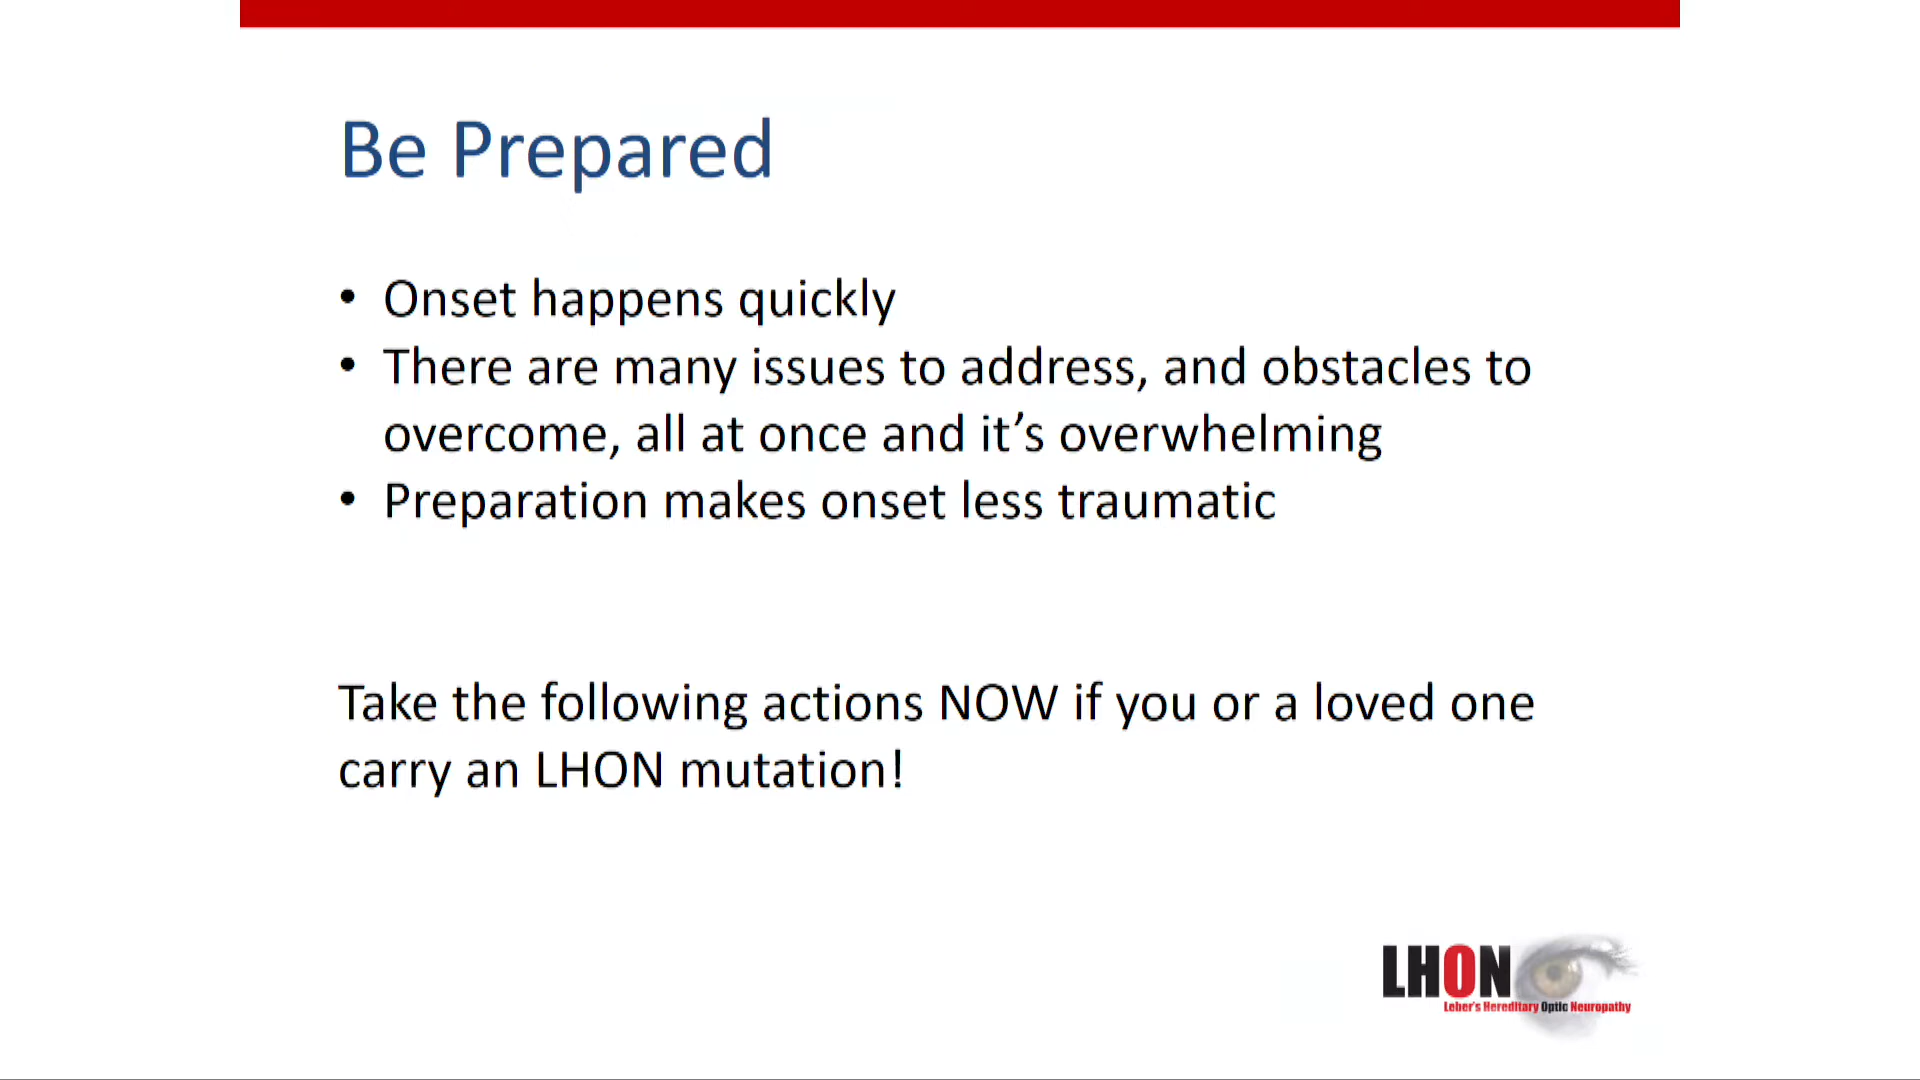 Be Prepared
• Onset happens quickly
• There are many issues to address, and obstacles to
overcome, all at once and it’s overwhelming
• Preparation makes onset less traumatic
Take the following actions NOW if you or a loved one
carry an LHON mutation!
LHON
Leber's Hereditary Optic Neuropathy